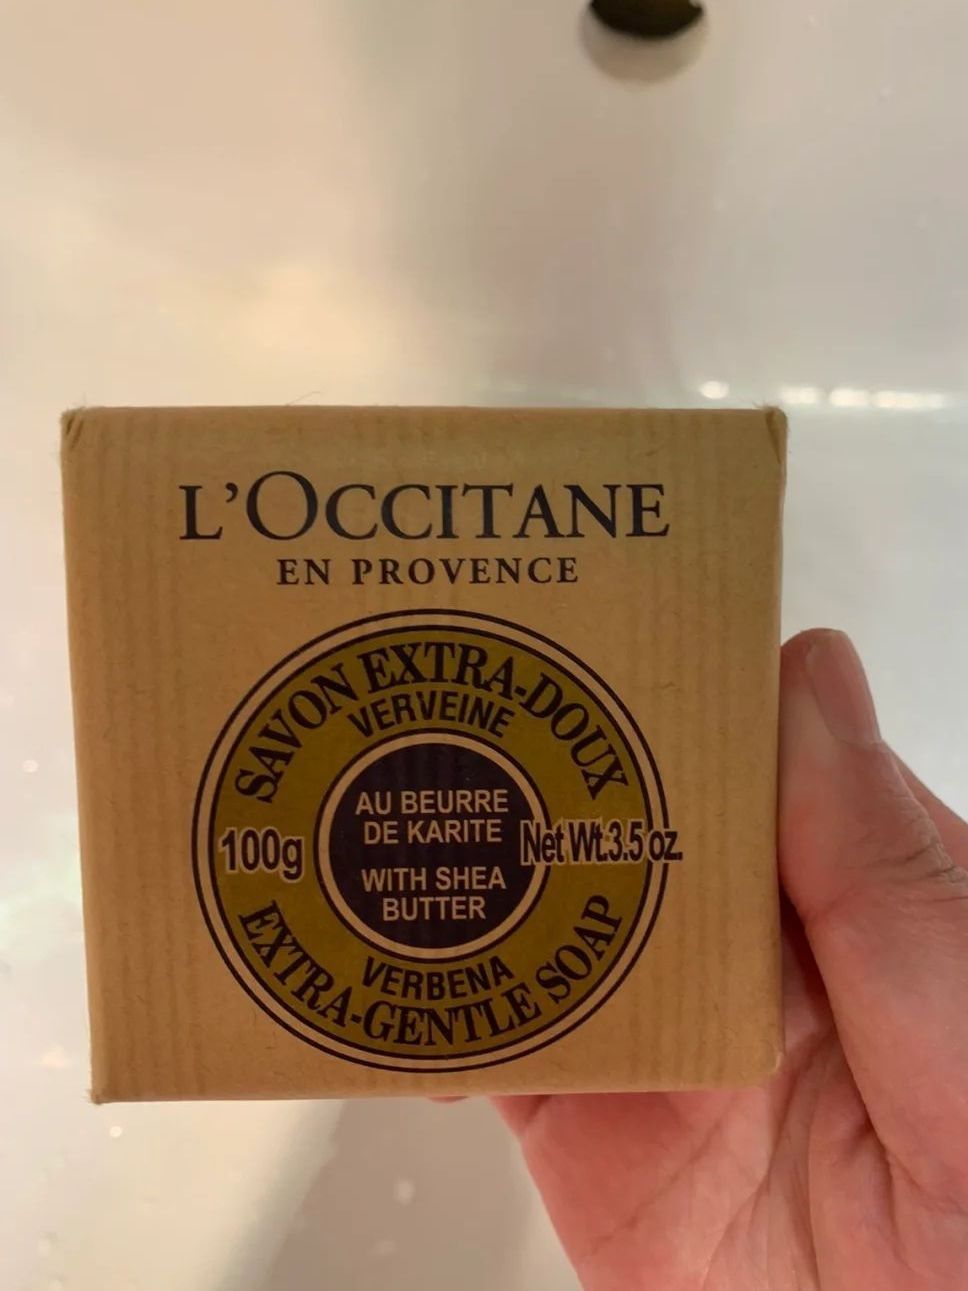 L'OCCITANE
EN PROVENCE
SAVON EXTRA-DOUX
VERVEINE
AU BEURRE
DE KARITE
100g
Net Wt.3.5 oz.
WITH SHEA
BUTTER
VERBENA
EXTRA-GENTLE SOAP